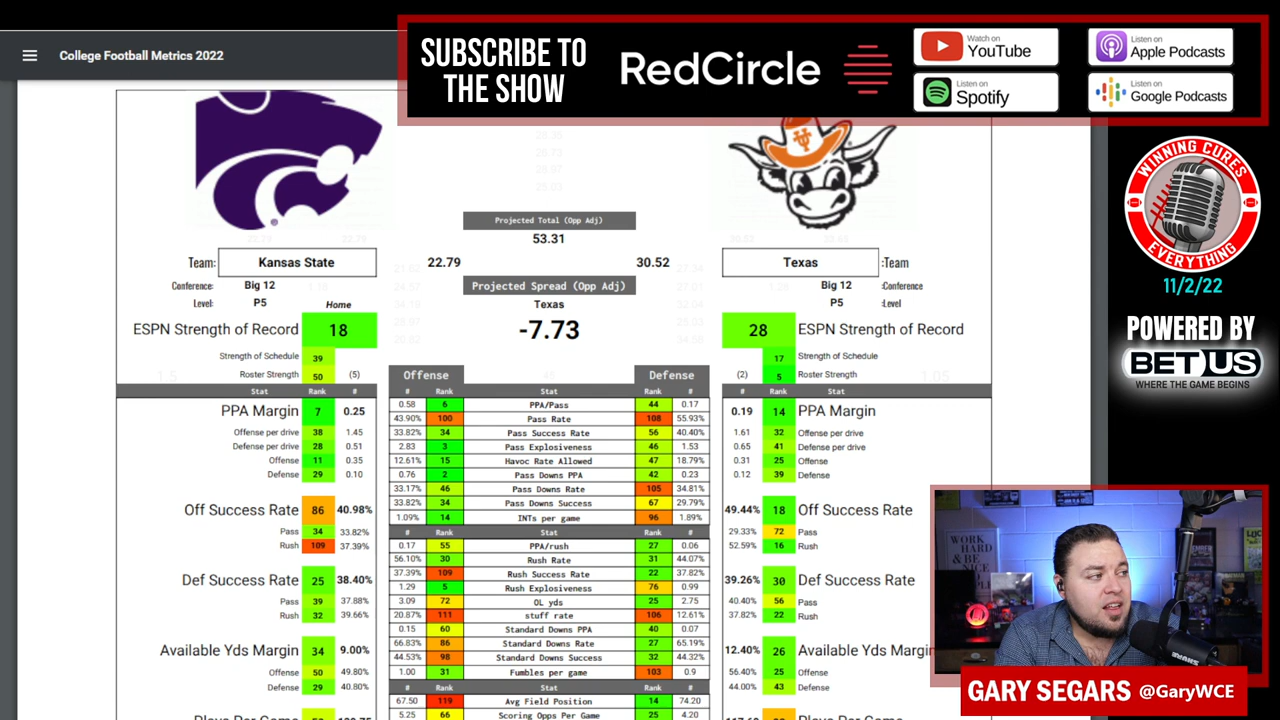 College Football Metrics 2022
SUBSCRIBE TO
THE SHOW
RedCircle
Watch on
YouTube
Listen on
Apple Podcasts
Listen on
Spotify
Listen on
Google Podcasts
WINNING CURES
EVERYTHING
11/2/22
POWERED BY
BETUS
WHERE THE GAME BEGINS
Projected Total (Opp Adj)
53.31
Team: Kansas State 22.79 30.52 Texas :Team
Conference: Big 12 Projected Spread (Opp Adj) Big 12 :Conference
Level: P5 Home Texas P5 :Level
ESPN Strength of Record 18 -7.73 28 ESPN Strength of Record
Strength of Schedule 39 17 Strength of Schedule
Roster Strength 50 (5) Offense Defense (2) 5 Roster Strength
Stat Rank # # Rank Stat Rank # # Rank Stat
PPA Margin 7 0.25 0.19 14 PPA Margin
Offense per drive 38 1.45 1.61 32 Offense per drive
Defense per drive 28 0.51 0.65 41 Defense per drive
Offense 11 0.35 0.31 25 Offense
Defense 29 0.10 0.12 39 Defense
Off Success Rate 86 40.98% 49.44% 18 Off Success Rate
Pass 34 33.82% 29.33% 72 Pass
Rush 109 37.39% 52.59% 16 Rush
Def Success Rate 25 38.40% 39.26% 30 Def Success Rate
Pass 39 37.88% 40.40% 56 Pass
Rush 32 39.66% 37.82% 22 Rush
Available Yds Margin 34 9.00% 12.40% 26 Available Yds Margin
Offense 50 49.80% 56.40% 25 Offense
Defense 29 40.80% 44.00% 43 Defense
0.58 6 PPA/Pass 44 0.17
43.90% 100 Pass Rate 108 55.93%
33.82% 34 Pass Success Rate 56 40.40%
2.83 3 Pass Explosiveness 46 1.53
12.61% 15 Havoc Rate Allowed 47 18.79%
0.76 2 Pass Downs PPA 42 0.23
33.17% 46 Pass Downs Rate 105 34.81%
33.82% 34 Pass Downs Success 67 29.79%
1.09% 14 INTs per game 96 1.89%
# Rank Stat Rank #
0.17 55 PPA/rush 27 0.06
56.10% 30 Rush Rate 31 44.07%
37.39% 109 Rush Success Rate 22 37.82%
1.29 5 Rush Explosiveness 76 0.99
3.09 72 OL yds 25 2.75
20.87% 111 stuff rate 106 12.61%
0.15 60 Standard Downs PPA 40 0.07
66.83% 86 Standard Downs Rate 27 65.19%
44.53% 98 Standard Downs Success 32 44.32%
1.00 31 Fumbles per game 103 0.9
# Rank Stat Rank #
67.50 119 Avg Field Position 14 74.20
5.25 66 Scoring Opps Per Game 25 4.20
WORK
HARD &
BE
GARY SEGARS @GaryWCE